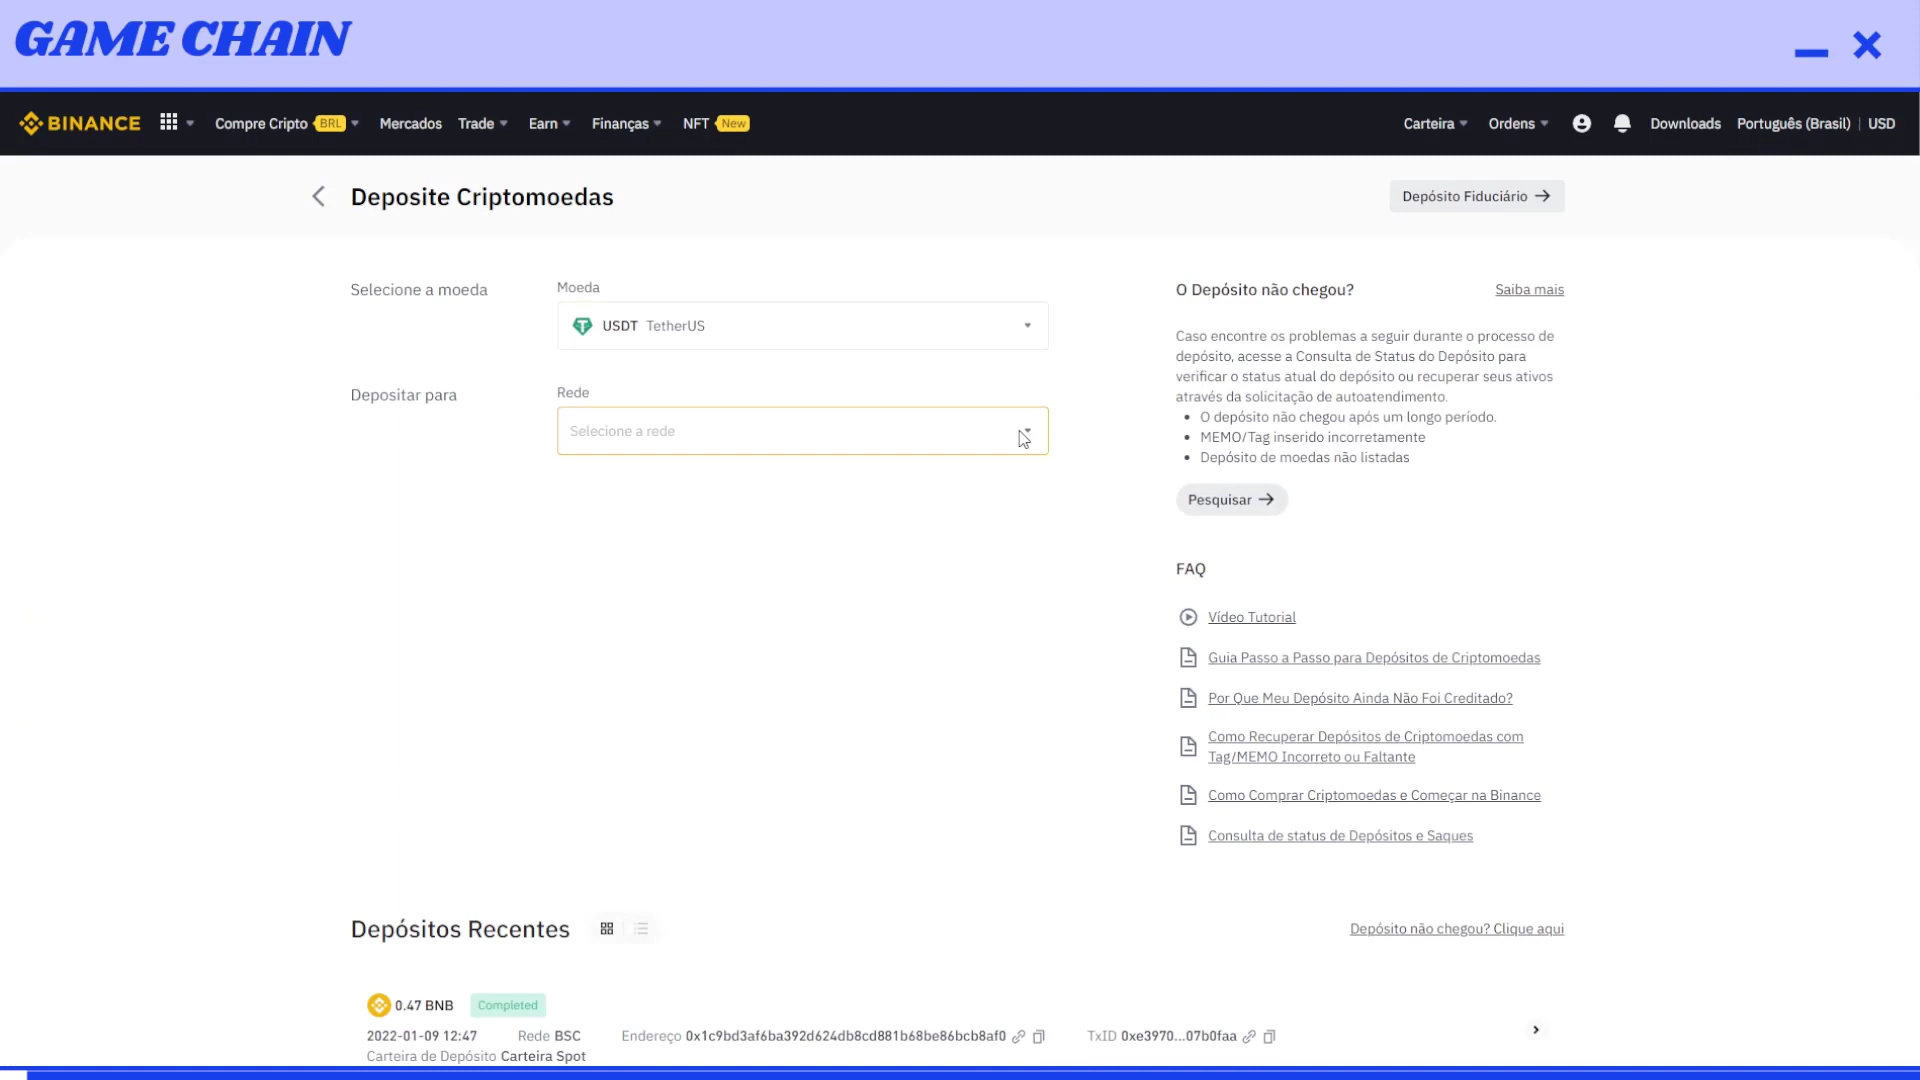 GAME CHAIN
BINANCE Compre Cripto BRL Mercados Trade Earn Finanças NFT New Carteira Ordens Downloads Português (Brasil) | USD
Deposite Criptomoedas
Depósito Fiduciário →
Selecione a moeda
Moeda
USDT TetherUS
Depositar para
Rede
Selecione a rede
O Depósito não chegou?
Saiba mais
Caso encontre os problemas a seguir durante o processo de
depósito, acesse a Consulta de Status do Depósito para
verificar o status atual do depósito ou recuperar seus ativos
através da solicitação de autoatendimento.
• O depósito não chegou após um longo período.
• MEMO/Tag inserido incorretamente
• Depósito de moedas não listadas
Pesquisar →
FAQ
Vídeo Tutorial
Guia Passo a Passo para Depósitos de Criptomoedas
Por Que Meu Depósito Ainda Não Foi Creditado?
Como Recuperar Depósitos de Criptomoedas com
Tag/MEMO Incorreto ou Faltante
Como Comprar Criptomoedas e Começar na Binance
Consulta de status de Depósitos e Saques
Depósitos Recentes
Depósito não chegou? Clique aqui
0.47 BNB Completed
2022-01-09 12:47 Rede BSC Endereço 0x1c9bd3af6ba392d624db8cd881b68be86bcb8af0 TxID 0xe3970...07b0faa
Carteira de Depósito Carteira Spot